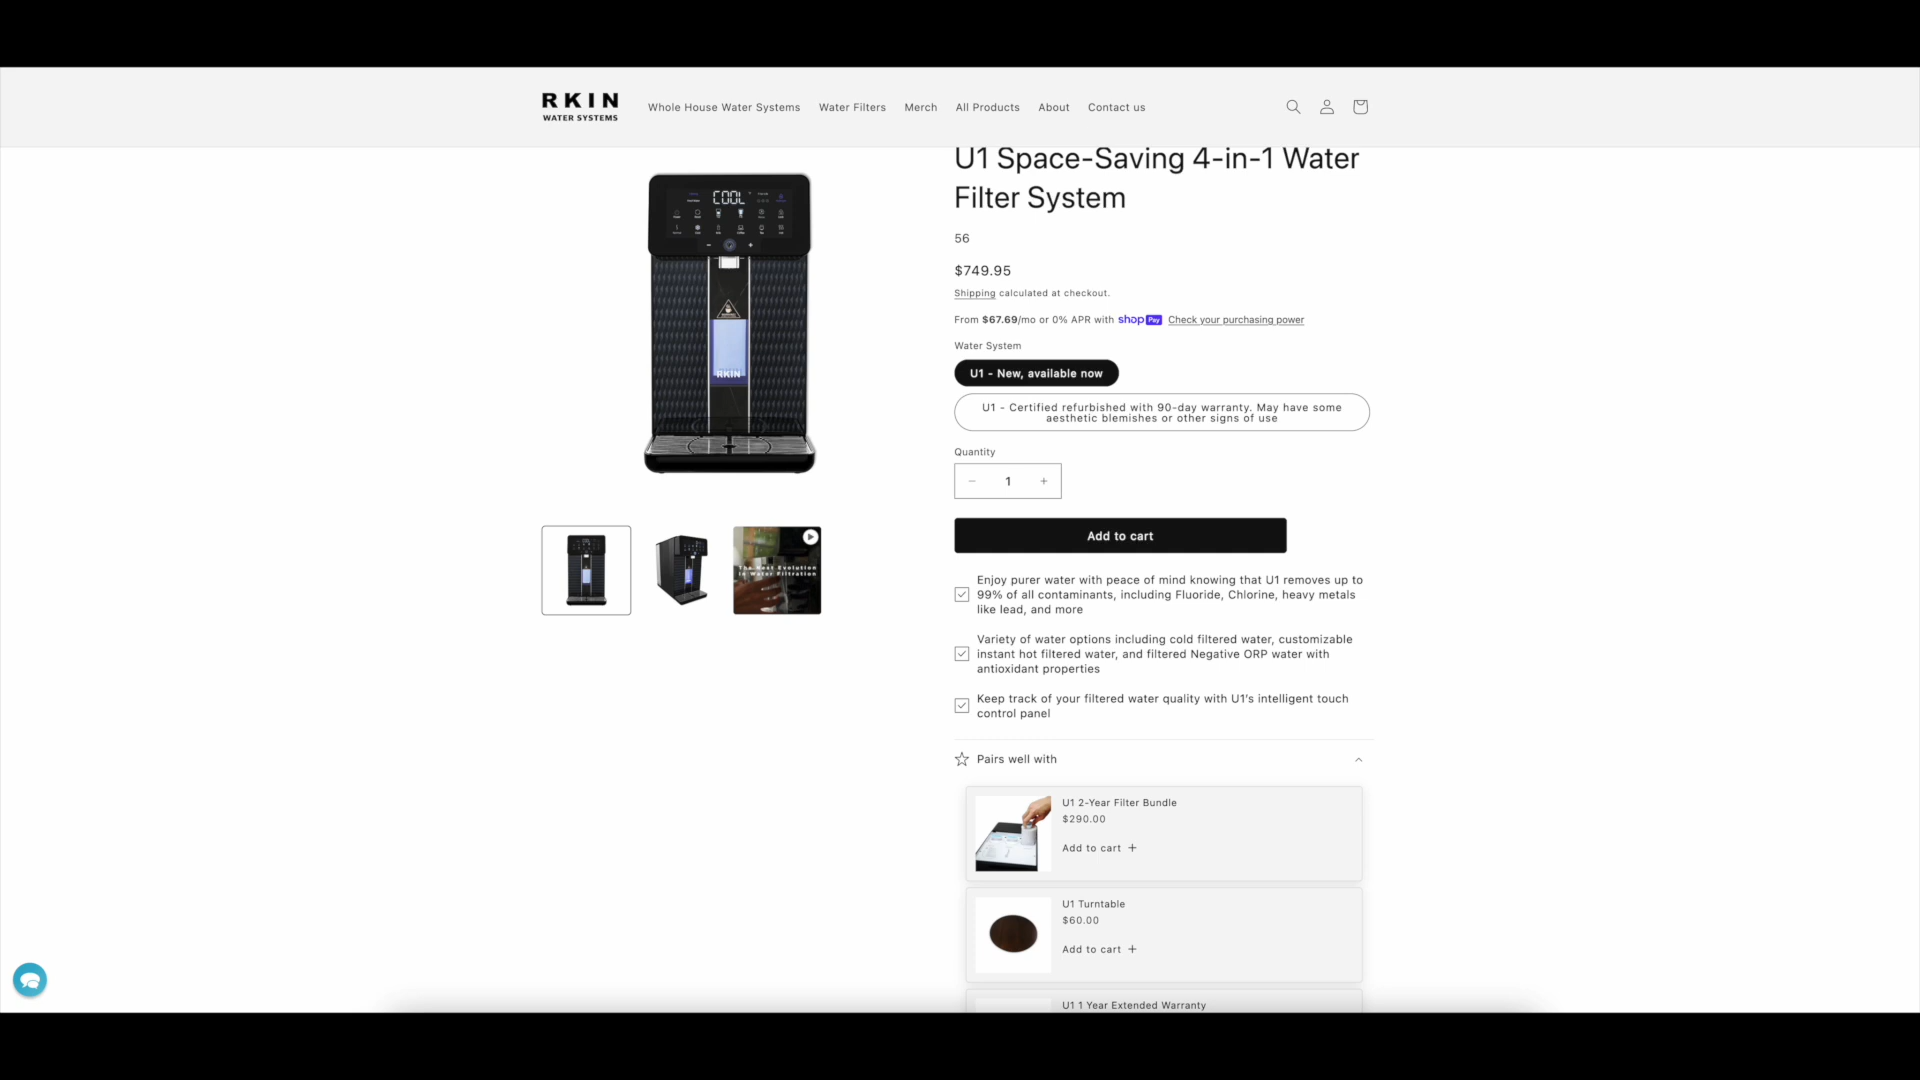 RKIN
WATER SYSTEMS
Whole House Water Systems
Water Filters
Merch
All Products
About
Contact us
COOL
RKIN
The Next Evolution
in Water Filtration
U1 Space-Saving 4-in-1 Water
Filter System
56
$749.95
Shipping calculated at checkout.
From $67.69/mo or 0% APR with shop Pay Check your purchasing power
Water System
U1 - New, available now
U1 - Certified refurbished with 90-day warranty. May have some
aesthetic blemishes or other signs of use
Quantity
1
Add to cart
Enjoy purer water with peace of mind knowing that U1 removes up to
99% of all contaminants, including Fluoride, Chlorine, heavy metals
like lead, and more
Variety of water options including cold filtered water, customizable
instant hot filtered water, and filtered Negative ORP water with
antioxidant properties
Keep track of your filtered water quality with U1's intelligent touch
control panel
Pairs well with
U1 2-Year Filter Bundle
$290.00
Add to cart
U1 Turntable
$60.00
Add to cart
U1 1 Year Extended Warranty